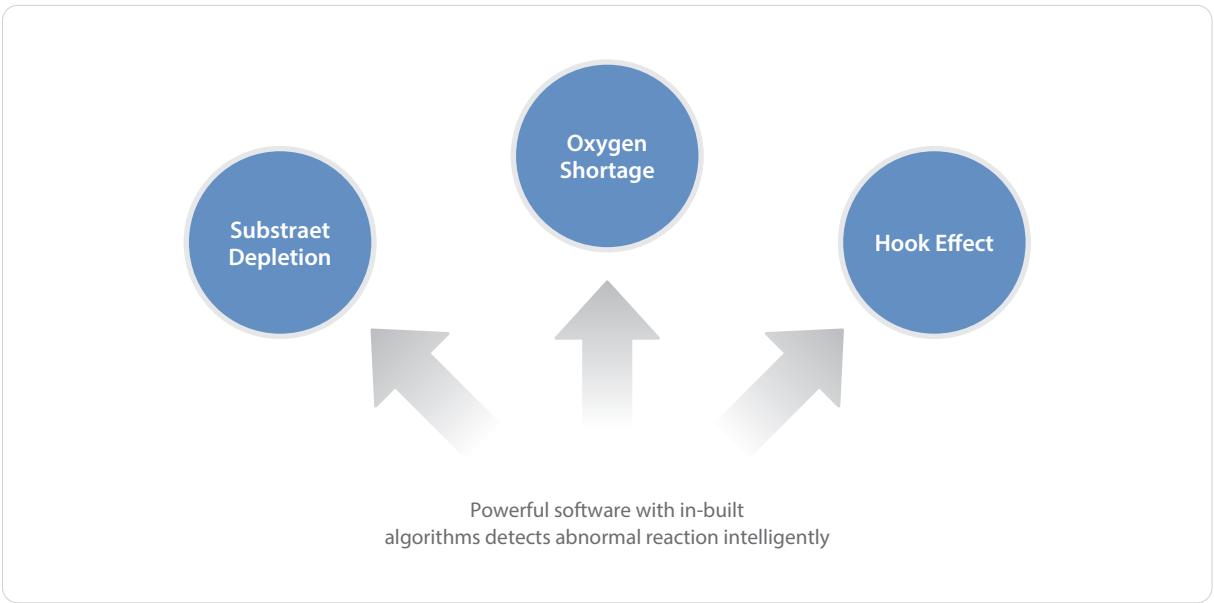 Substraet
Depletion
Oxygen
Shortage
Hook Effect
Powerful software with in-built
algorithms detects abnormal reaction intelligently